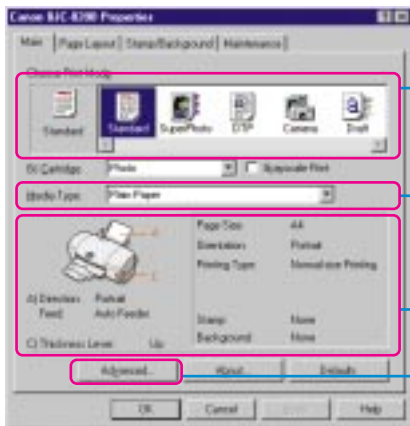 Canon BJC-8200 Properties
Main Page Layout Stamp/Background Maintenance
Choose Print Mode
Standard Standard SuperPhoto DTP Camera Draft
B) Cartridge: Photo Grayscale Print
Media Type: Plain Paper
A
C
Page Size A4
Orientation Portrait
Printing Type Normal-size Printing
A) Direction: Portrait
Feed: Auto Feeder
Stamp None
Background None
C) Thickness Lever: Up
Advanced... About... Defaults
OK Cancel Help